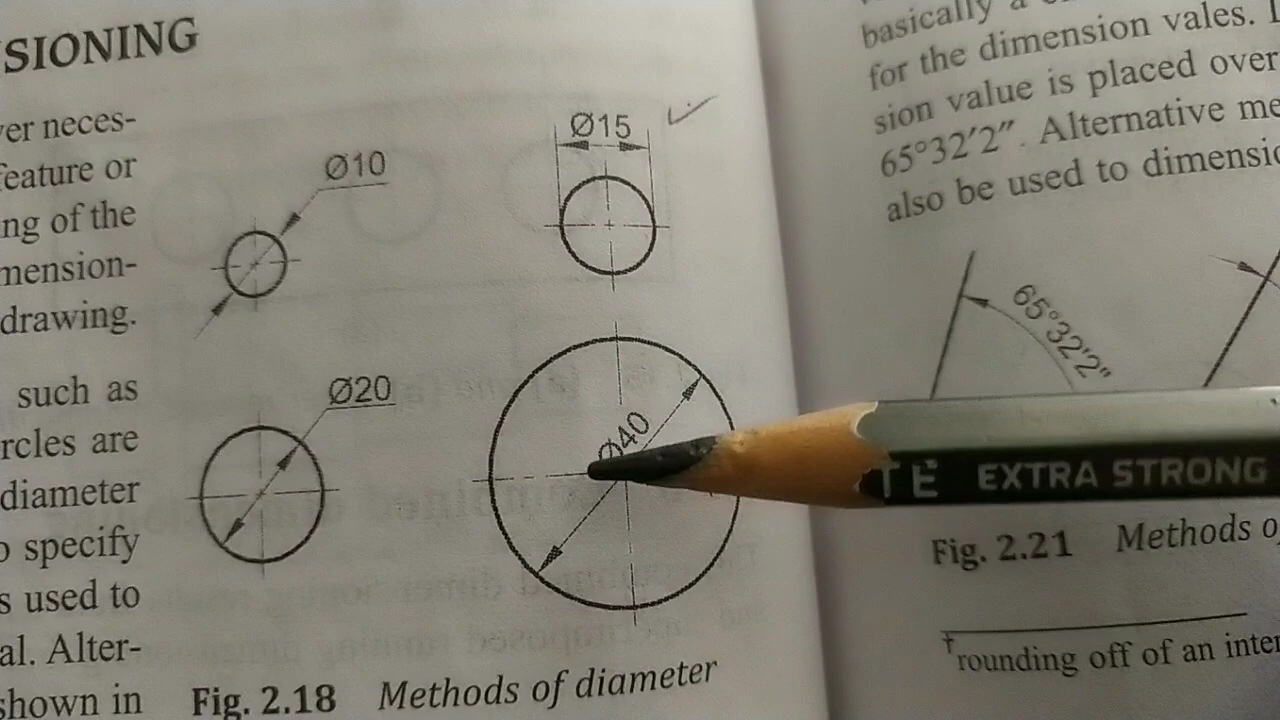 SIONING
er neces-
eature or
ng of the
mension-
drawing.
such as
rcles are
diameter
specify
s used to
al. Alter-
shown in
Ø10
Ø15
Ø20
Ø40
Fig. 2.18 Methods of diameter
basically a
for the dimension vales.
sion value is placed over
65°32'2". Alternative me
also be used to dimensio
65°32'2"
TE EXTRA STRONG
Fig. 2.21 Methods o
†rounding off of an inter